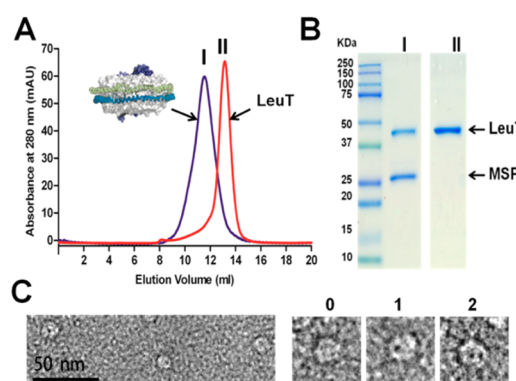 A
I II
LeuT
Absorbance at 280 nm (mAU)
70
60
50
40
30
20
10
0
0 2 4 6 8 10 12 14 16 18 20
Elution Volume (ml)
B
KDa I II
250
150
100
75
50
37
25
20
15
10
LeuT
MSP
C
50 nm
0 1 2